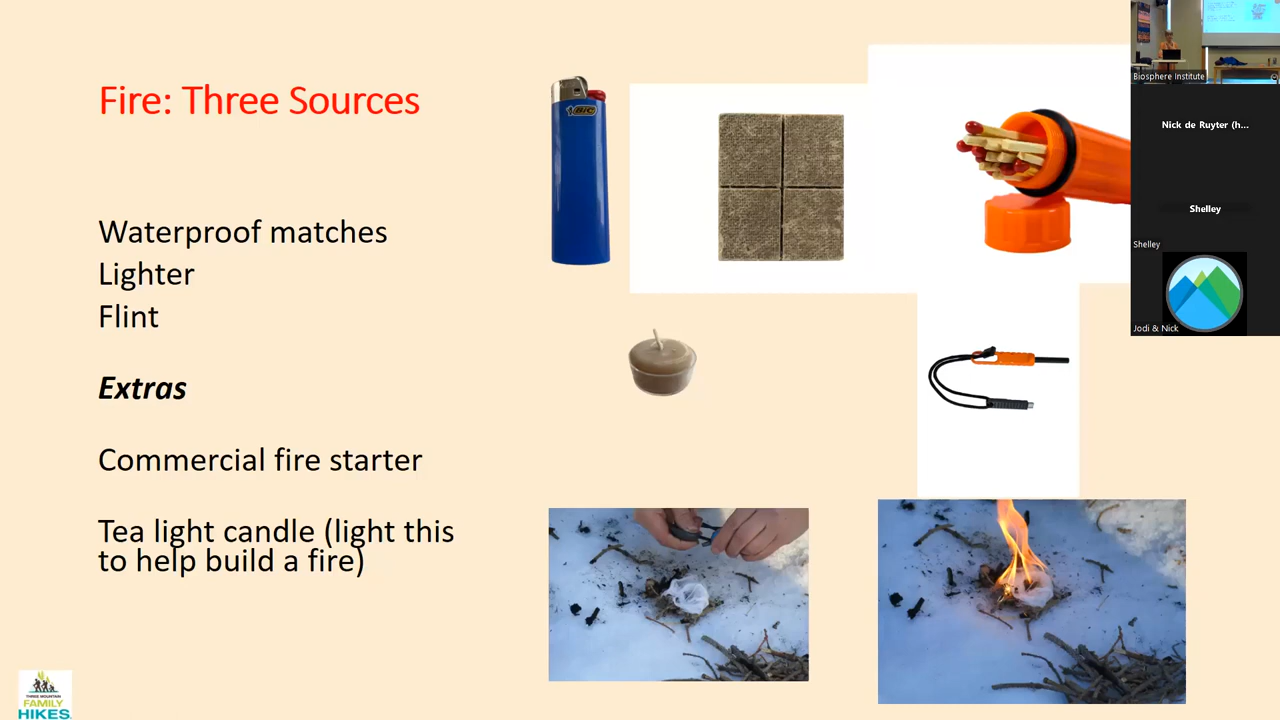 Fire: Three Sources
Waterproof matches
Lighter
Flint
Extras
Commercial fire starter
Tea light candle (light this
to help build a fire)
BIC
THREE MOUNTAIN
FAMILY
HIKES
Biosphere Institute
Nick de Ruyter (h...
Shelley
Shelley
Jodi & Nick